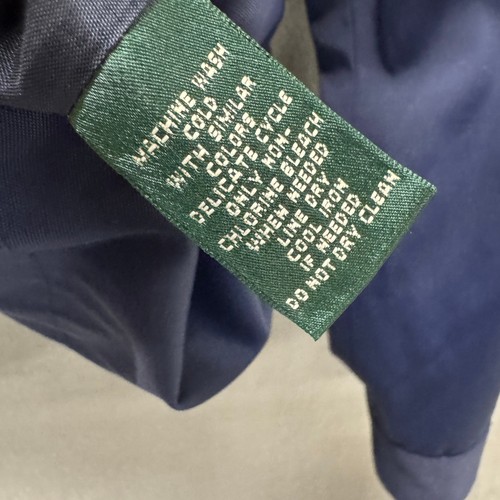 MACHINE WASH
COLD
WITH SIMILAR
COLORS
DELICATE CYCLE
ONLY NON-
CHLORINE BLEACH
WHEN NEEDED
LINE DRY
COOL IRON
IF NEEDED
DO NOT DRY CLEAN